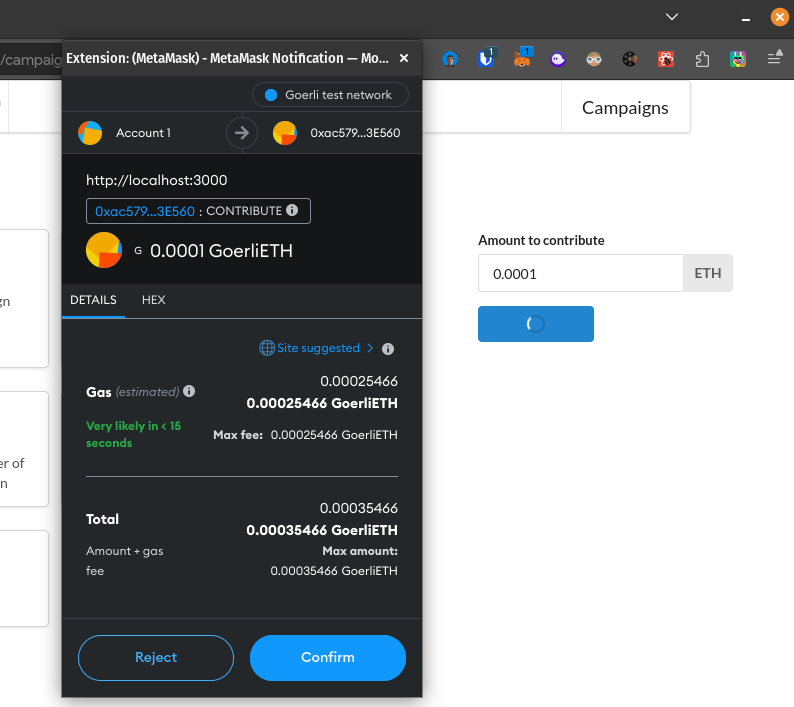 /campaig
Extension: (MetaMask) - MetaMask Notification — Mo...
1
1
Goerli test network
Campaigns
Account 1
0xac579...3E560
http://localhost:3000
0xac579...3E560 : CONTRIBUTE
G 0.0001 GoerliETH
Amount to contribute
0.0001 ETH
DETAILS HEX
gn
Site suggested
Gas (estimated)
0.00025466
0.00025466 GoerliETH
Very likely in < 15
seconds
Max fee: 0.00025466 GoerliETH
er of
n
Total
0.00035466
0.00035466 GoerliETH
Amount + gas
fee
Max amount:
0.00035466 GoerliETH
Reject
Confirm